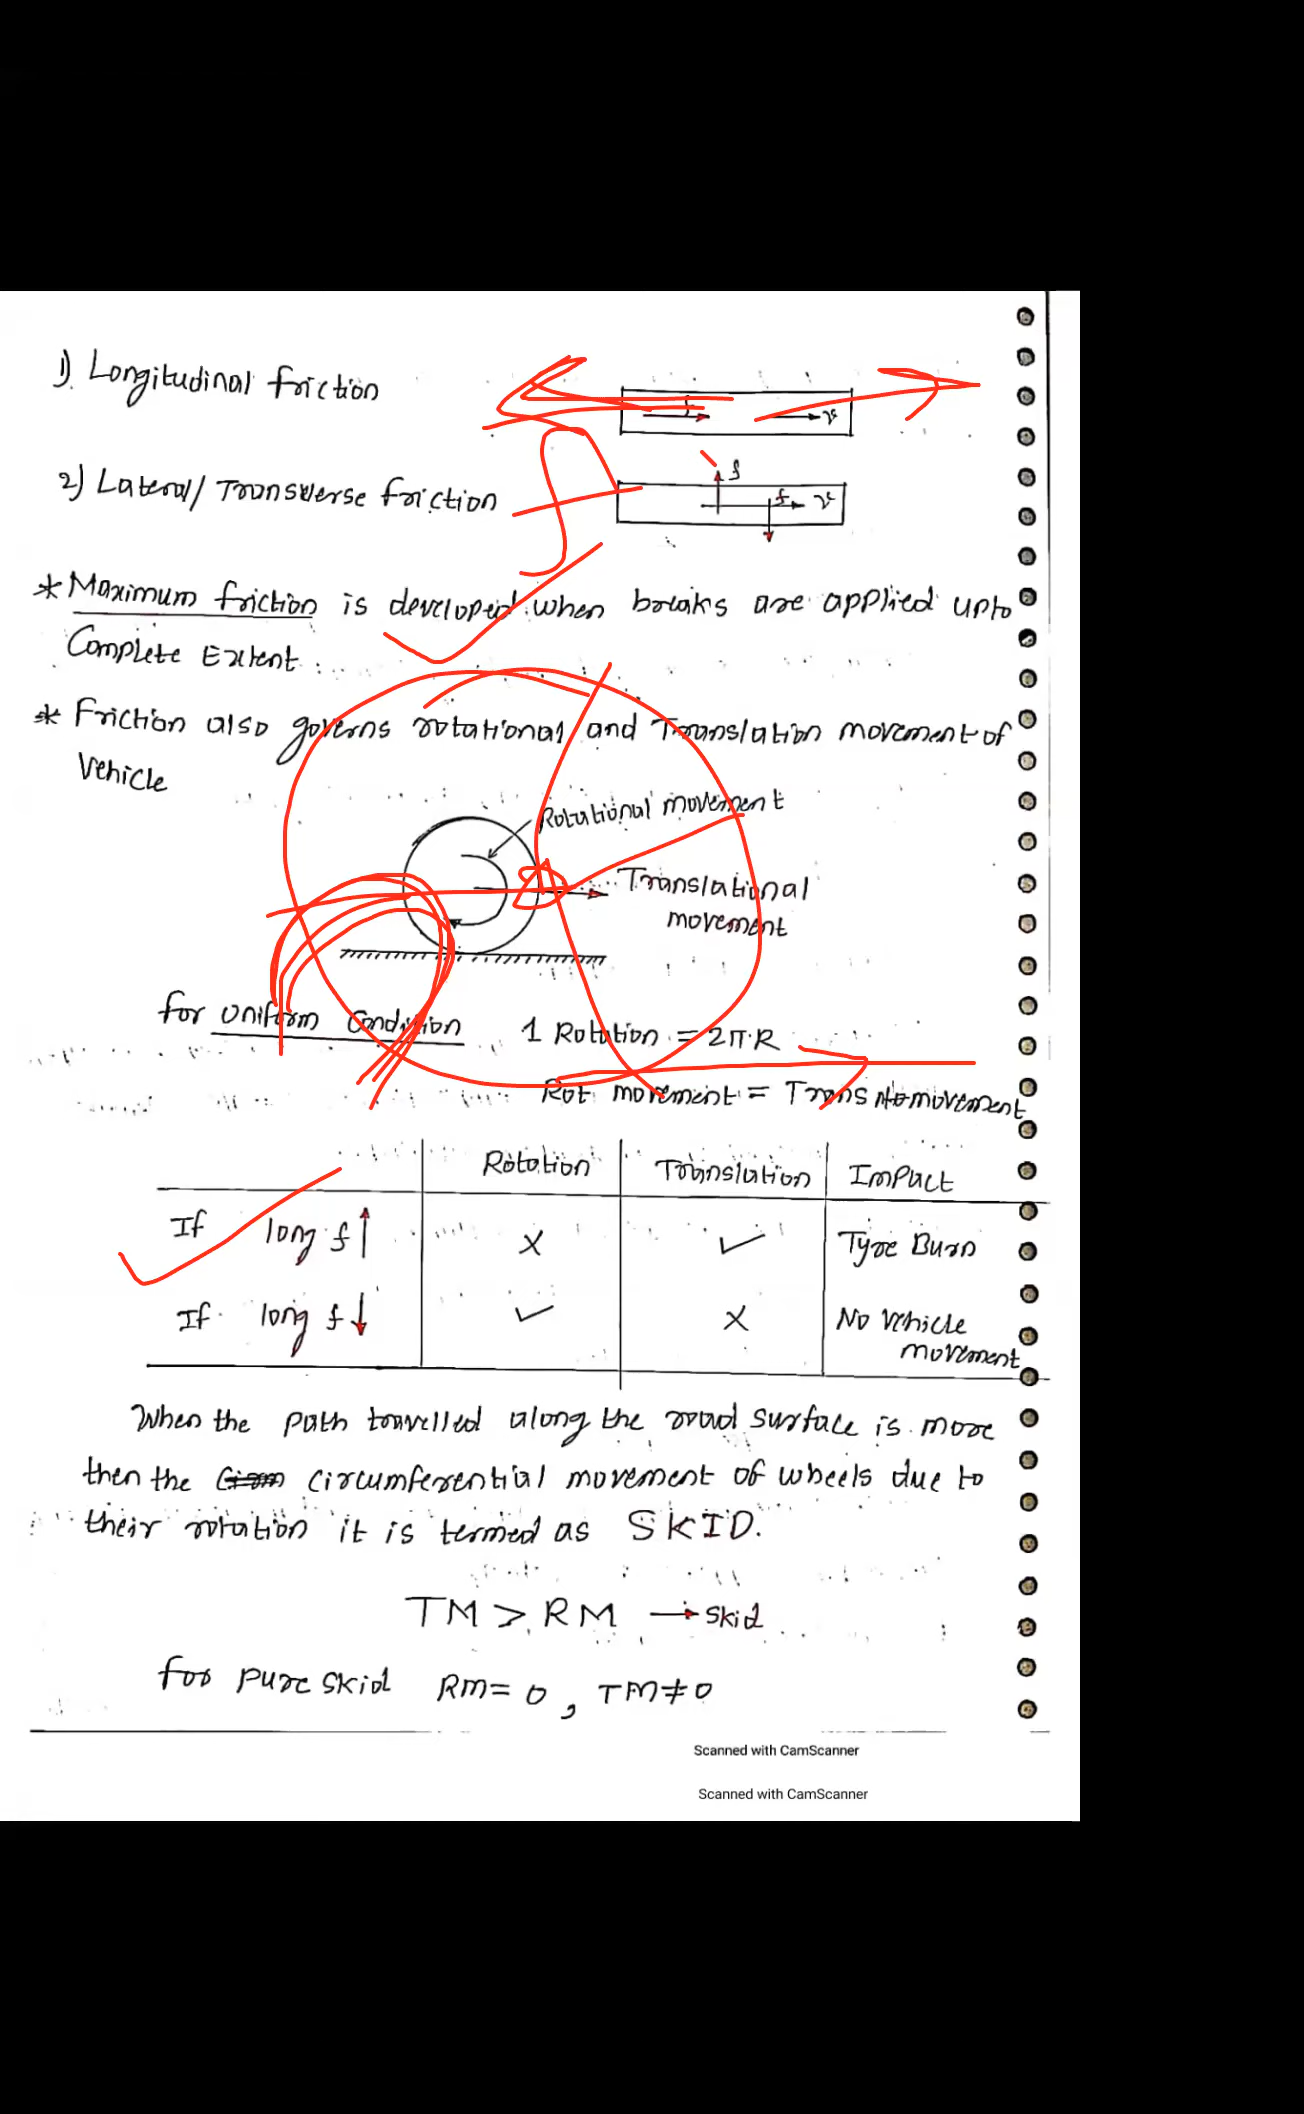 1) Longitudinal friction
f
v
2) Lateral/ Transverse friction
f
f
v
* Maximum friction is developed when breaks are applied upto
Complete Extent.
* Friction also governs rotational and Translation movement of
Vehicle
Rotational movement
Translational
movement
for uniform Condition 1 Rotation = 2π.R
Rot movement = Trans movement
Rotation Translation Impact
If long f ↑ X ✓ Tyre Burn
If long f ↓ ✓ X No vehicle
movement
When the path travelled along the road surface is more
then the circumferential movement of wheels due to
their rotation it is termed as SKID.
TM > RM → Skid
for pure skid RM = 0 , TM ≠ 0
Scanned with CamScanner
Scanned with CamScanner